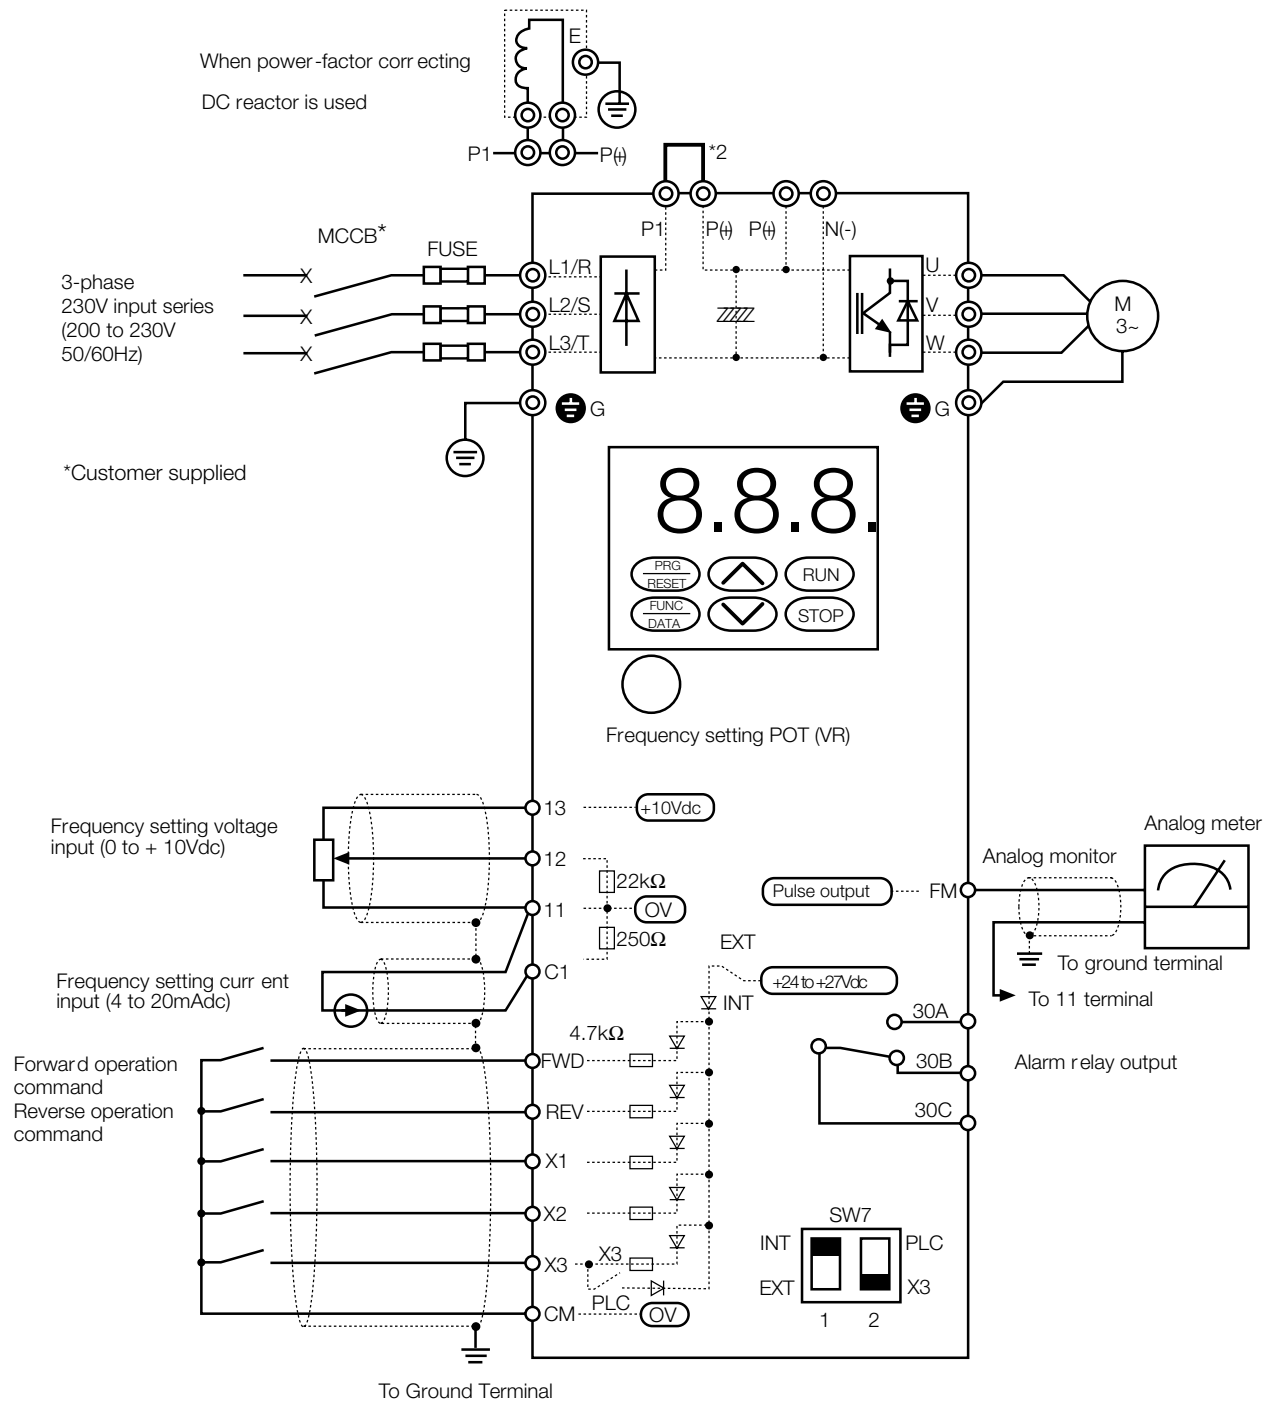 E
When power-factor corr ecting
DC reactor is used
P1
P(+)
*2
P1
P(+)
P(+)
N(-)
MCCB*
FUSE
3-phase
230V input series
(200 to 230V
50/60Hz)
L1/R
L2/S
L3/T
U
V
W
M
3~
G
G
*Customer supplied
8.8.8.
PRG
RESET
RUN
FUNC
DATA
STOP
Frequency setting POT (VR)
Frequency setting voltage
input (0 to + 10Vdc)
13
+10Vdc
12
22kΩ
11
0V
250Ω
C1
Frequency setting curr ent
input (4 to 20mAdc)
Analog meter
Analog monitor
Pulse output
FM
To ground terminal
To 11 terminal
EXT
+24 to +27Vdc
INT
30A
30B
30C
Alarm relay output
4.7kΩ
Forward operation
command
Reverse operation
command
FWD
REV
X1
X2
X3
X3
PLC
CM
0V
SW7
INT
PLC
EXT
X3
1
2
To Ground Terminal